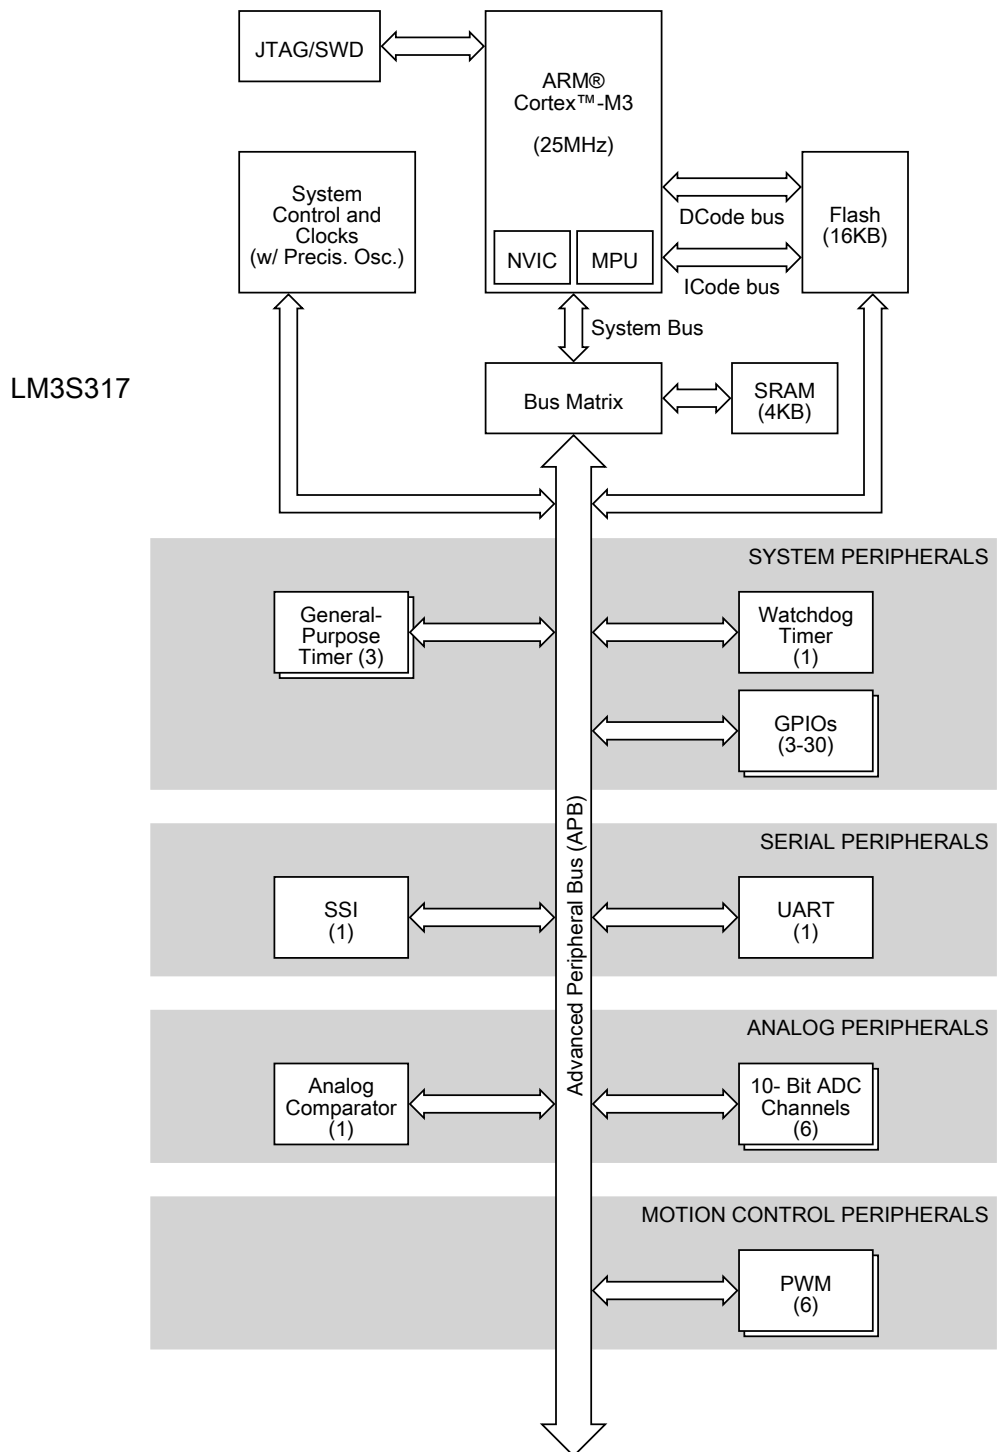 JTAG/SWD
ARM®
Cortex™-M3
(25MHz)
NVIC
MPU
System
Control and
Clocks
(w/ Precis. Osc.)
DCode bus
ICode bus
Flash
(16KB)
System Bus
LM3S317
Bus Matrix
SRAM
(4KB)
Advanced Peripheral Bus (APB)
SYSTEM PERIPHERALS
General-
Purpose
Timer (3)
Watchdog
Timer
(1)
GPIOs
(3-30)
SERIAL PERIPHERALS
SSI
(1)
UART
(1)
ANALOG PERIPHERALS
Analog
Comparator
(1)
10- Bit ADC
Channels
(6)
MOTION CONTROL PERIPHERALS
PWM
(6)